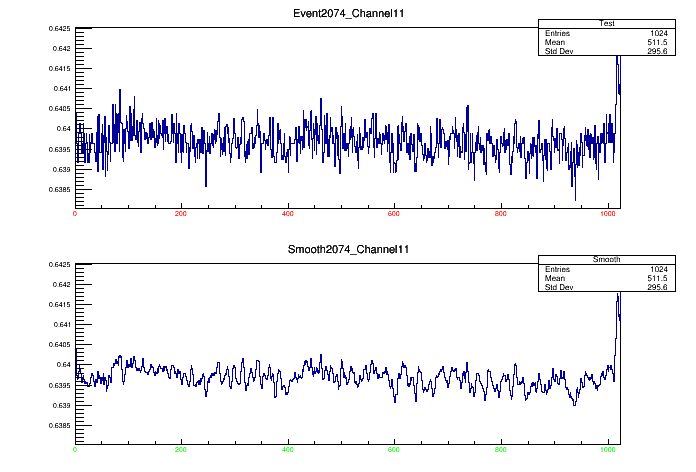 Event2074_Channel11
Test
Entries 1024
Mean 511.5
Std Dev 295.6
0.6425
0.642
0.6415
0.641
0.6405
0.64
0.6395
0.639
0.6385
0 200 400 600 800 1000
Smooth2074_Channel11
Smooth
Entries 1024
Mean 511.5
Std Dev 295.6
0.6425
0.642
0.6415
0.641
0.6405
0.64
0.6395
0.639
0.6385
0 200 400 600 800 1000